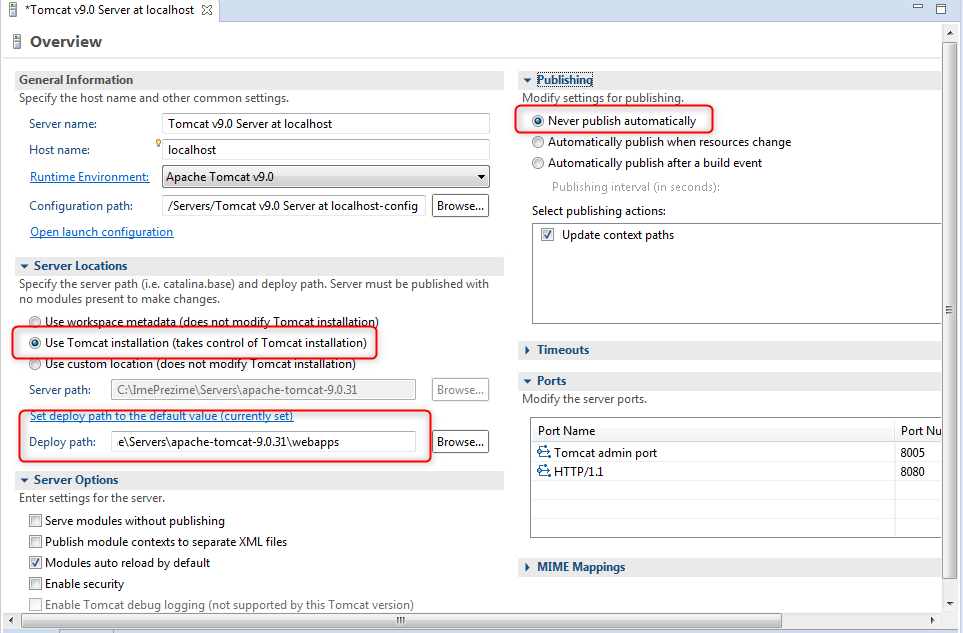 *Tomcat v9.0 Server at localhost
Overview
General Information
Specify the host name and other common settings.
Server name:
Tomcat v9.0 Server at localhost
Host name:
localhost
Runtime Environment:
Apache Tomcat v9.0
Configuration path:
/Servers/Tomcat v9.0 Server at localhost-config
Browse...
Open launch configuration
Server Locations
Specify the server path (i.e. catalina.base) and deploy path. Server must be published with
no modules present to make changes.
Use workspace metadata (does not modify Tomcat installation)
Use Tomcat installation (takes control of Tomcat installation)
Use custom location (does not modify Tomcat installation)
Server path:
C:\ImePrezime\Servers\apache-tomcat-9.0.31
Browse...
Set deploy path to the default value (currently set)
Deploy path:
e\Servers\apache-tomcat-9.0.31\webapps
Browse...
Server Options
Enter settings for the server.
Serve modules without publishing
Publish module contexts to separate XML files
Modules auto reload by default
Enable security
Enable Tomcat debug logging (not supported by this Tomcat version)
Publishing
Modify settings for publishing.
Never publish automatically
Automatically publish when resources change
Automatically publish after a build event
Publishing interval (in seconds):
Select publishing actions:
Update context paths
Timeouts
Ports
Modify the server ports.
Port Name Port Nu
Tomcat admin port 8005
HTTP/1.1 8080
MIME Mappings